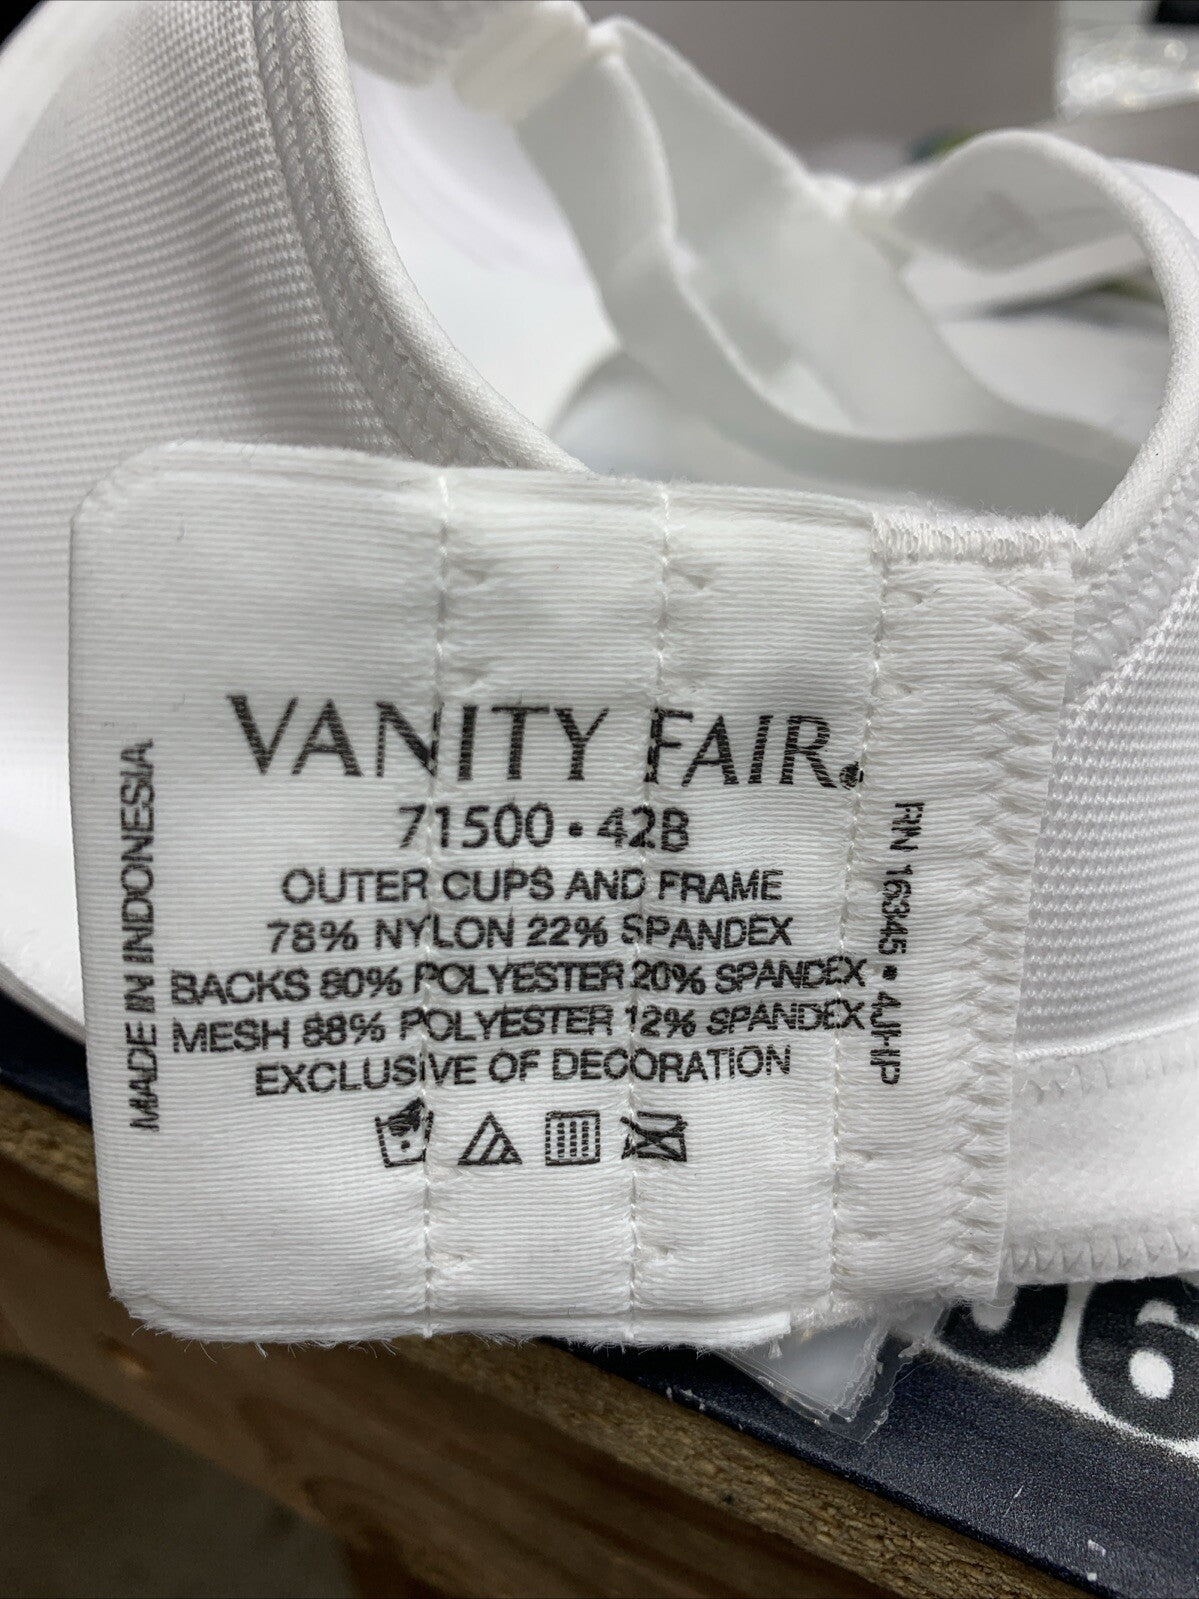 VANITY FAIR.
71500 • 42B
OUTER CUPS AND FRAME
78% NYLON 22% SPANDEX
BACKS 80% POLYESTER 20% SPANDEX
MESH 88% POLYESTER 12% SPANDEX
EXCLUSIVE OF DECORATION
MADE IN INDONESIA
RN 16345 •